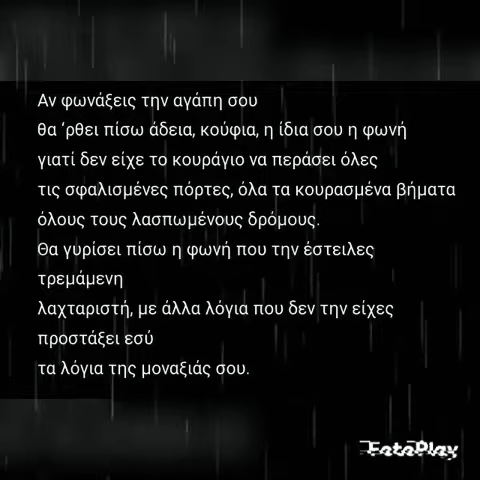 Αν φωνάξεις την αγάπη σου
θα ‘ρθει πίσω άδεια, κούφια, η ίδια σου η φωνή
γιατί δεν είχε το κουράγιο να περάσει όλες
τις σφαλισμένες πόρτες, όλα τα κουρασμένα βήματα
όλους τους λασπωμένους δρόμους.
Θα γυρίσει πίσω η φωνή που την έστειλες
τρεμάμενη
λαχταριστή, με άλλα λόγια που δεν την είχες
προστάξει εσύ
τα λόγια της μοναξιάς σου.
FotoPlay